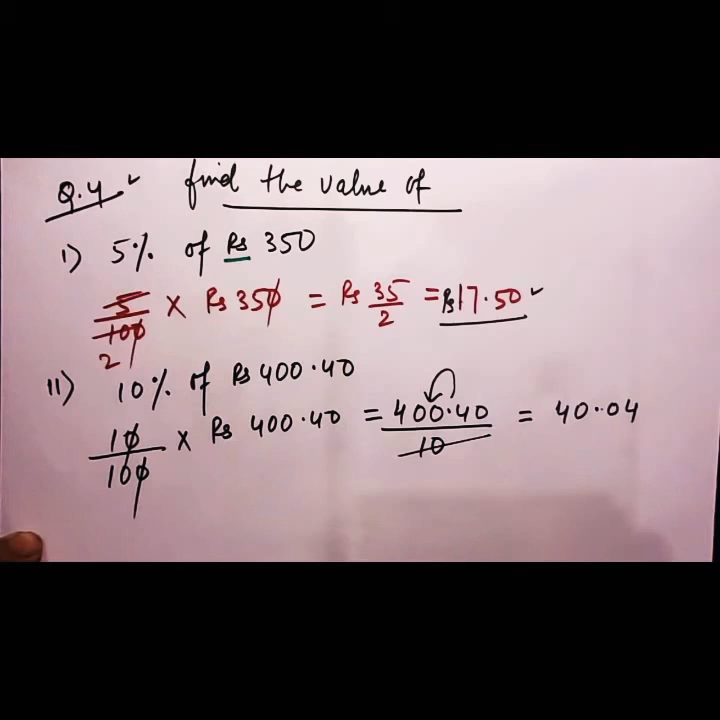 Q.4 find the value of
i) 5% of Rs 350
5/100 × Rs 350 = Rs 35/2 = Rs 17.50
2
ii) 10% of Rs 400.40
10/100 × Rs 400.40 = 400.40/10 = 40.04